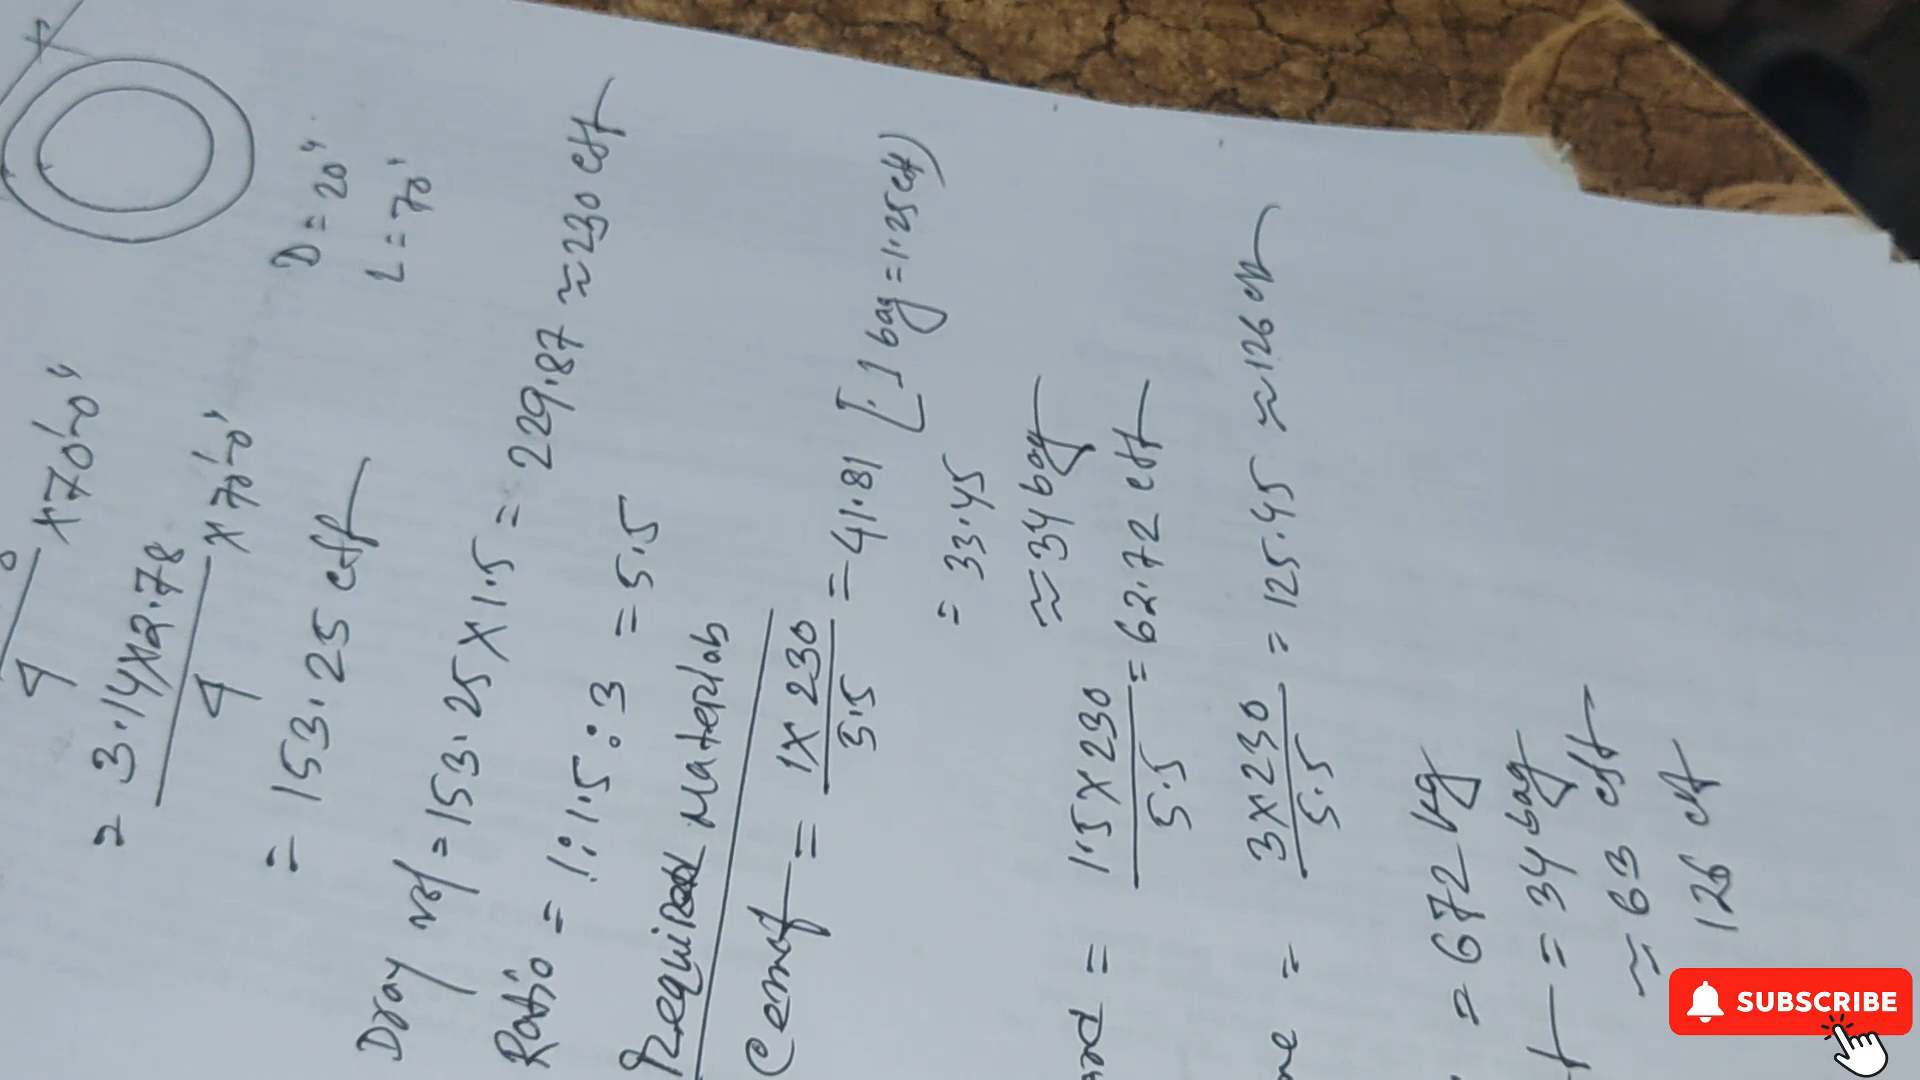 D = 20"
L = 70'
4 × 70'-0"
= 3.14×2.78 / 4 × 70'-0"
= 153.25 cft
Dray vol = 153.25 × 1.5 = 229.87 ≈ 230 cft
Ratio = 1:1.5:3 = 5.5
Required Materials
Cement = 1×230 / 5.5 = 41.81 [∴ 1 bag = 1.25 cft)
= 33.45
≈ 34 bag
= 1.5×230 / 5.5 = 62.72 cft
= 3×230 / 5.5 = 125.45 ≈ 126 cft
= 672 kg
= 34 bag
≈ 63 cft
126 cft
SUBSCRIBE